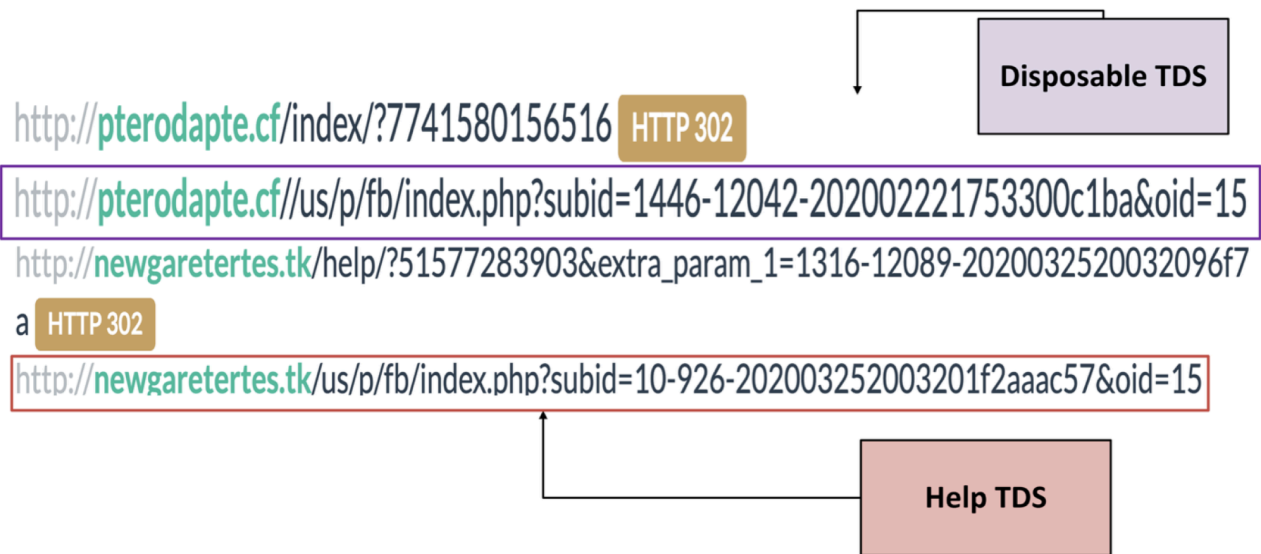 Disposable TDS
http://pterodapte.cf/index/?7741580156516 HTTP 302
http://pterodapte.cf//us/p/fb/index.php?subid=1446-12042-202002221753300c1ba&oid=15
http://newgaretertes.tk/help/?51577283903&extra_param_1=1316-12089-2020032520032096f7
a HTTP 302
http://newgaretertes.tk/us/p/fb/index.php?subid=10-926-202003252003201f2aaac57&oid=15
Help TDS